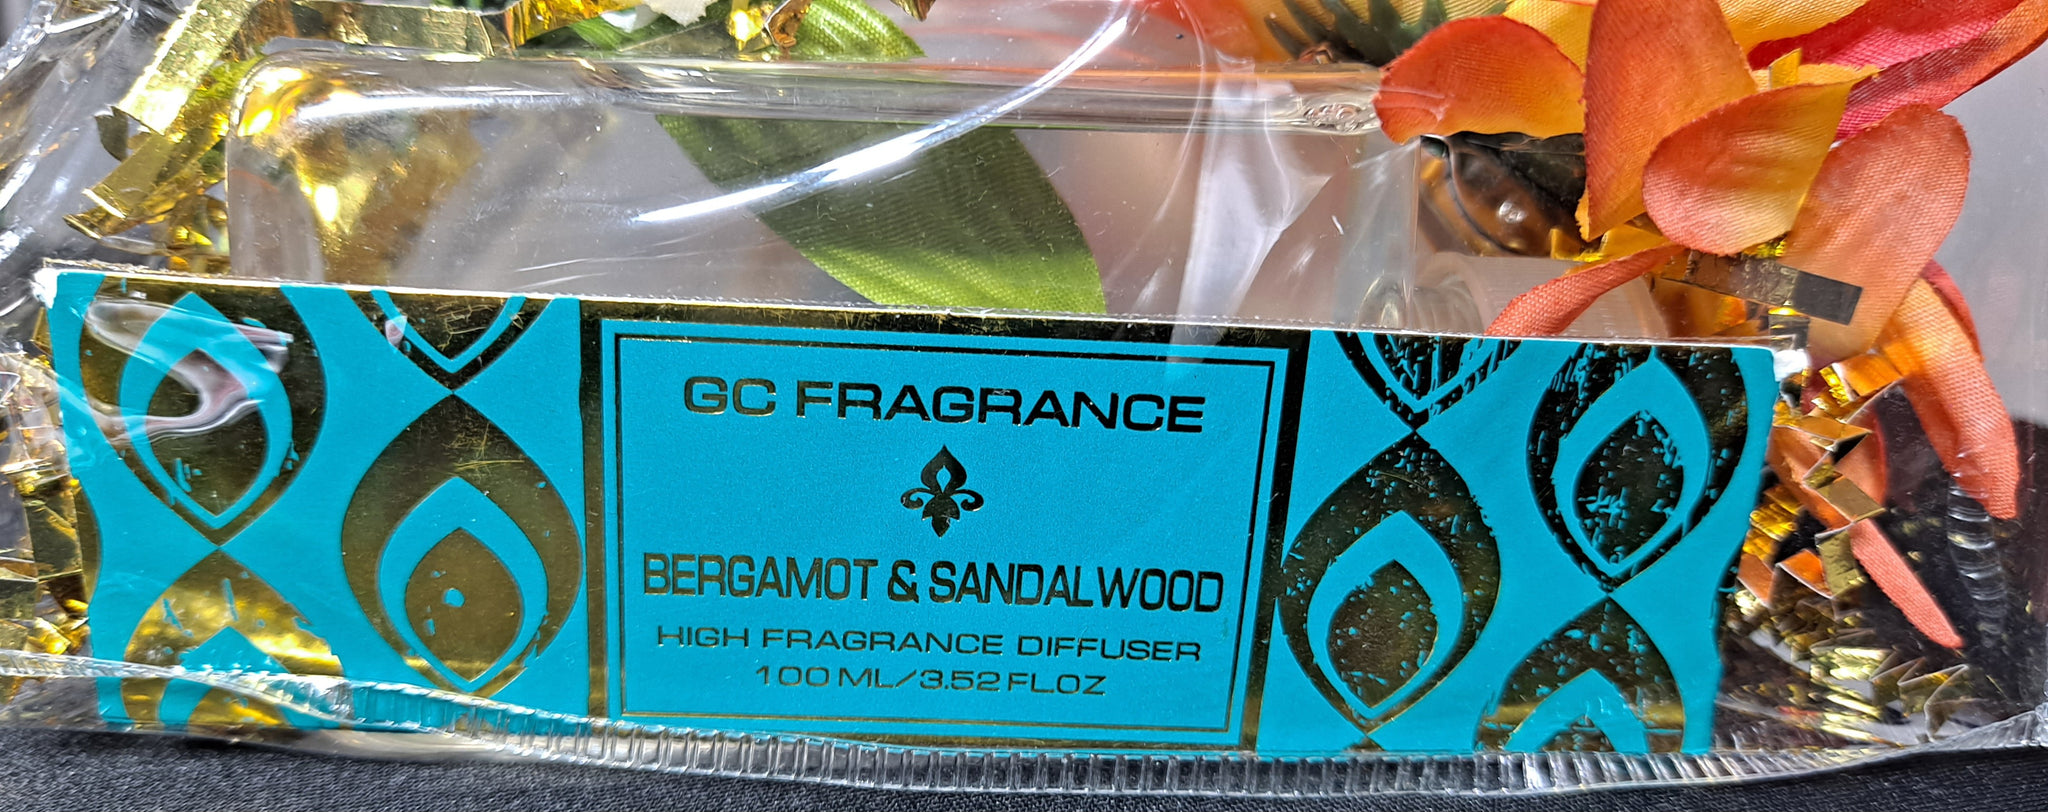 GC FRAGRANCE
BERGAMOT & SANDALWOOD
HIGH FRAGRANCE DIFFUSER
100 ML/3.52 FL OZ